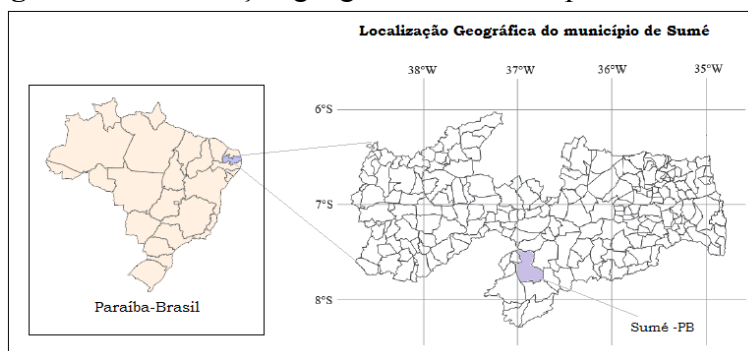 Localização Geográfica do município de Sumé
38°W 37°W 36°W 35°W
6°S
7°S
8°S
Paraíba-Brasil
Sumé -PB